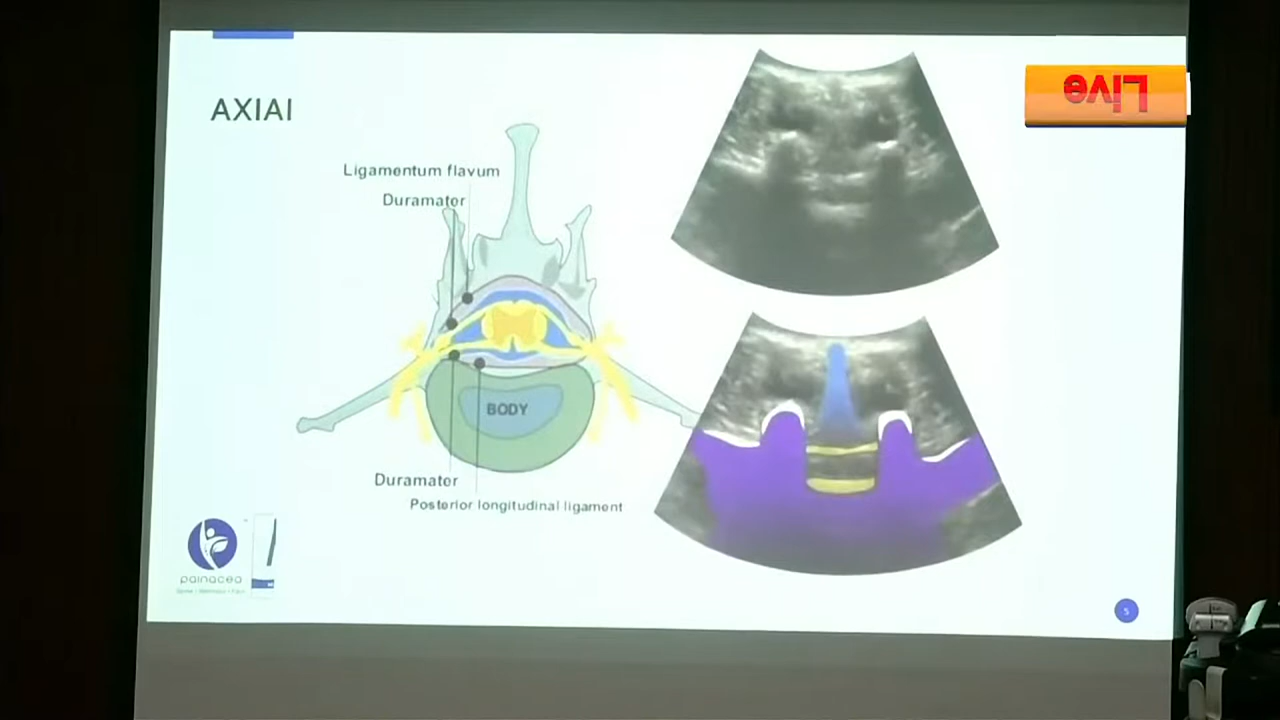 AXIAI
Live
Ligamentum flavum
Duramater
BODY
Duramater
Posterior longitudinal ligament
painacea
5